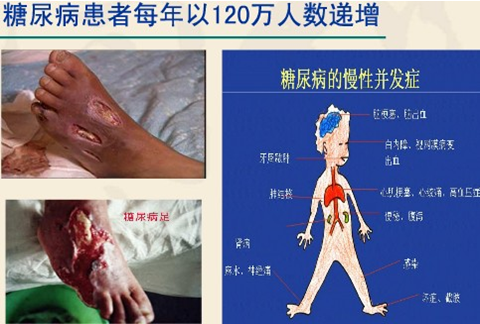 糖尿病患者每年以120万人数递增
糖尿病的慢性并发症
脑梗塞、脑出血
白内障、视网膜病变
出血
牙周脓肿
肺结核
心肌梗塞、心绞痛、高血压症
便秘、腹泻
肾病
感染
麻木、神经痛
坏疽、截肢
糖尿病足